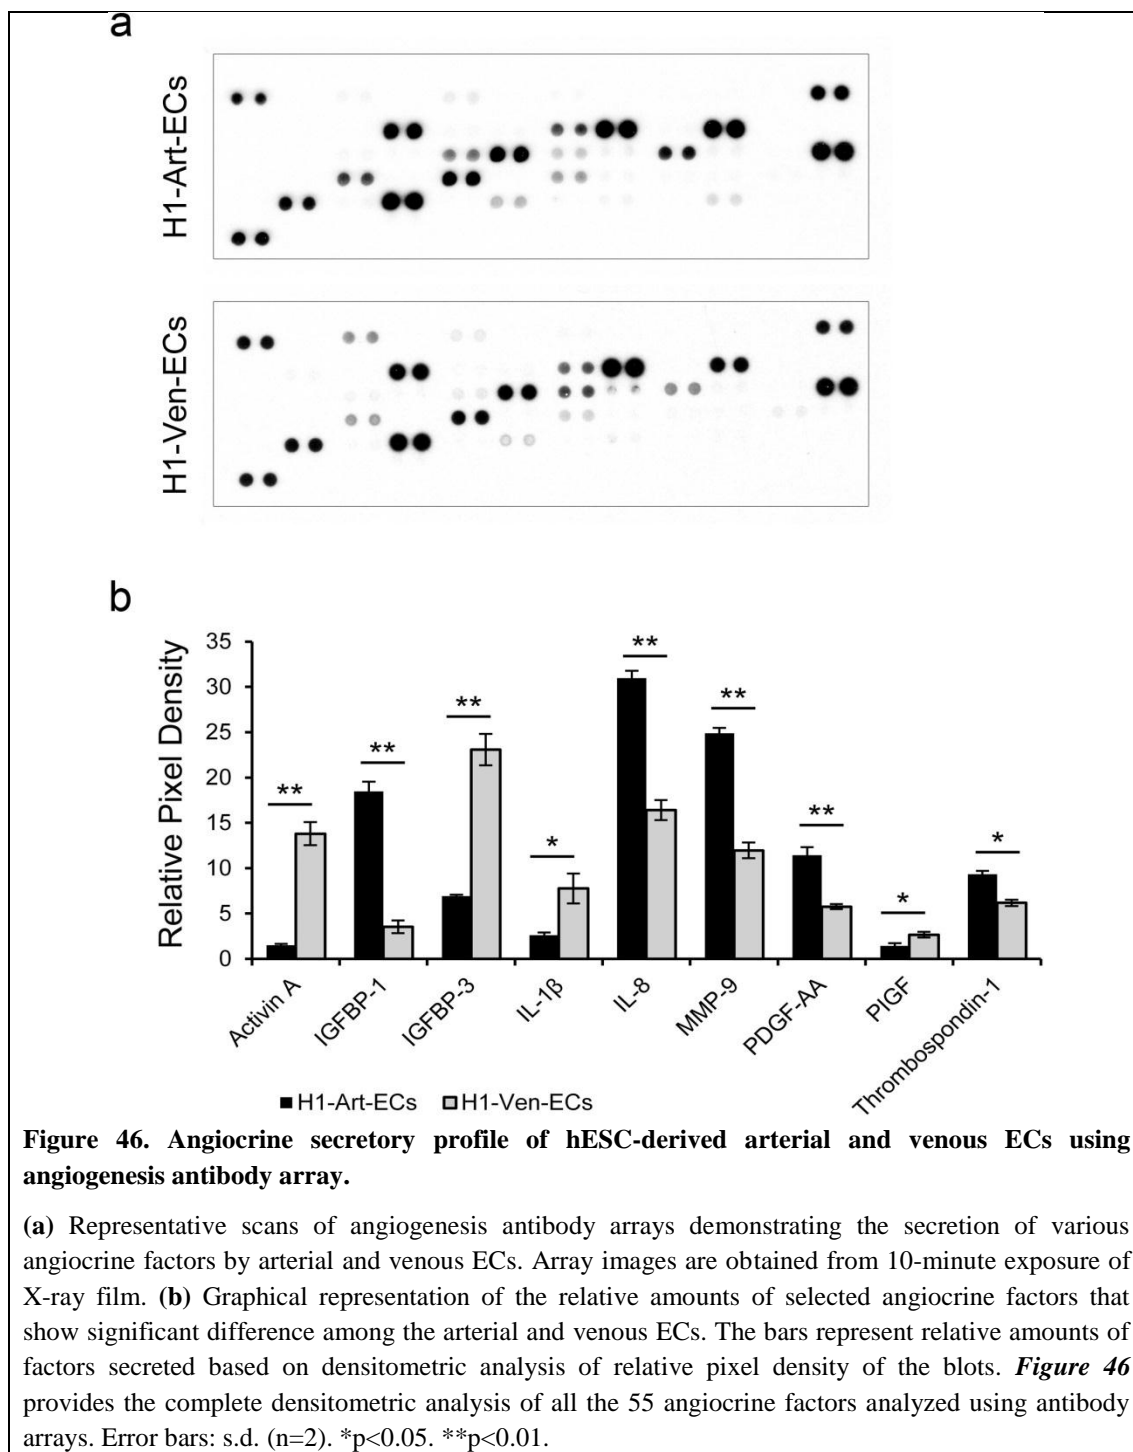 a
H1-Art-ECs
H1-Ven-ECs
b
Relative Pixel Density
35
30
25
20
15
10
5
0
** ** ** * ** ** ** * *
Activin A IGFBP-1 IGFBP-3 IL-1β IL-8 MMP-9 PDGF-AA PIGF Thrombospondin-1
H1-Art-ECs H1-Ven-ECs
Figure 46. Angiocrine secretory profile of hESC-derived arterial and venous ECs using
angiogenesis antibody array.
(a) Representative scans of angiogenesis antibody arrays demonstrating the secretion of various
angiocrine factors by arterial and venous ECs. Array images are obtained from 10-minute exposure of
X-ray film. (b) Graphical representation of the relative amounts of selected angiocrine factors that
show significant difference among the arterial and venous ECs. The bars represent relative amounts of
factors secreted based on densitometric analysis of relative pixel density of the blots. Figure 46
provides the complete densitometric analysis of all the 55 angiocrine factors analyzed using antibody
arrays. Error bars: s.d. (n=2). *p<0.05. **p<0.01.